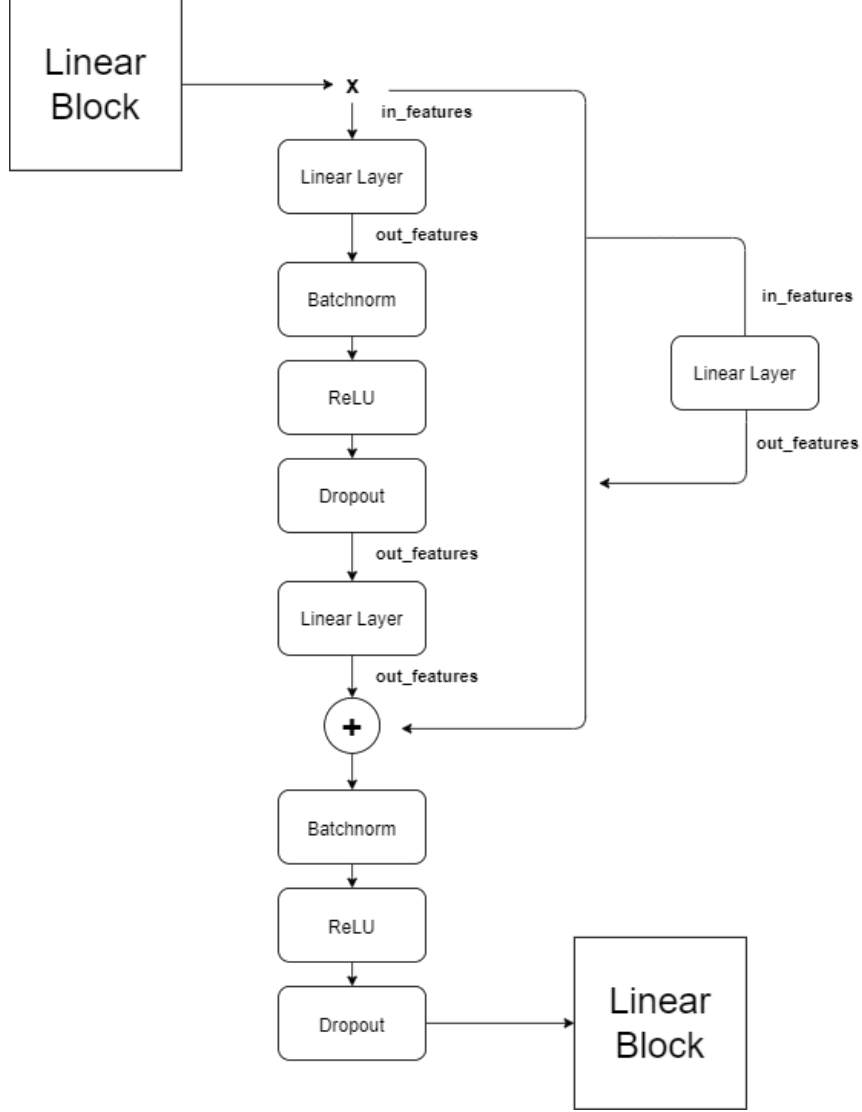 Linear
Block
x
in_features
Linear Layer
out_features
Batchnorm
in_features
ReLU
Linear Layer
out_features
Dropout
out_features
Linear Layer
out_features
+
Batchnorm
ReLU
Dropout
Linear
Block